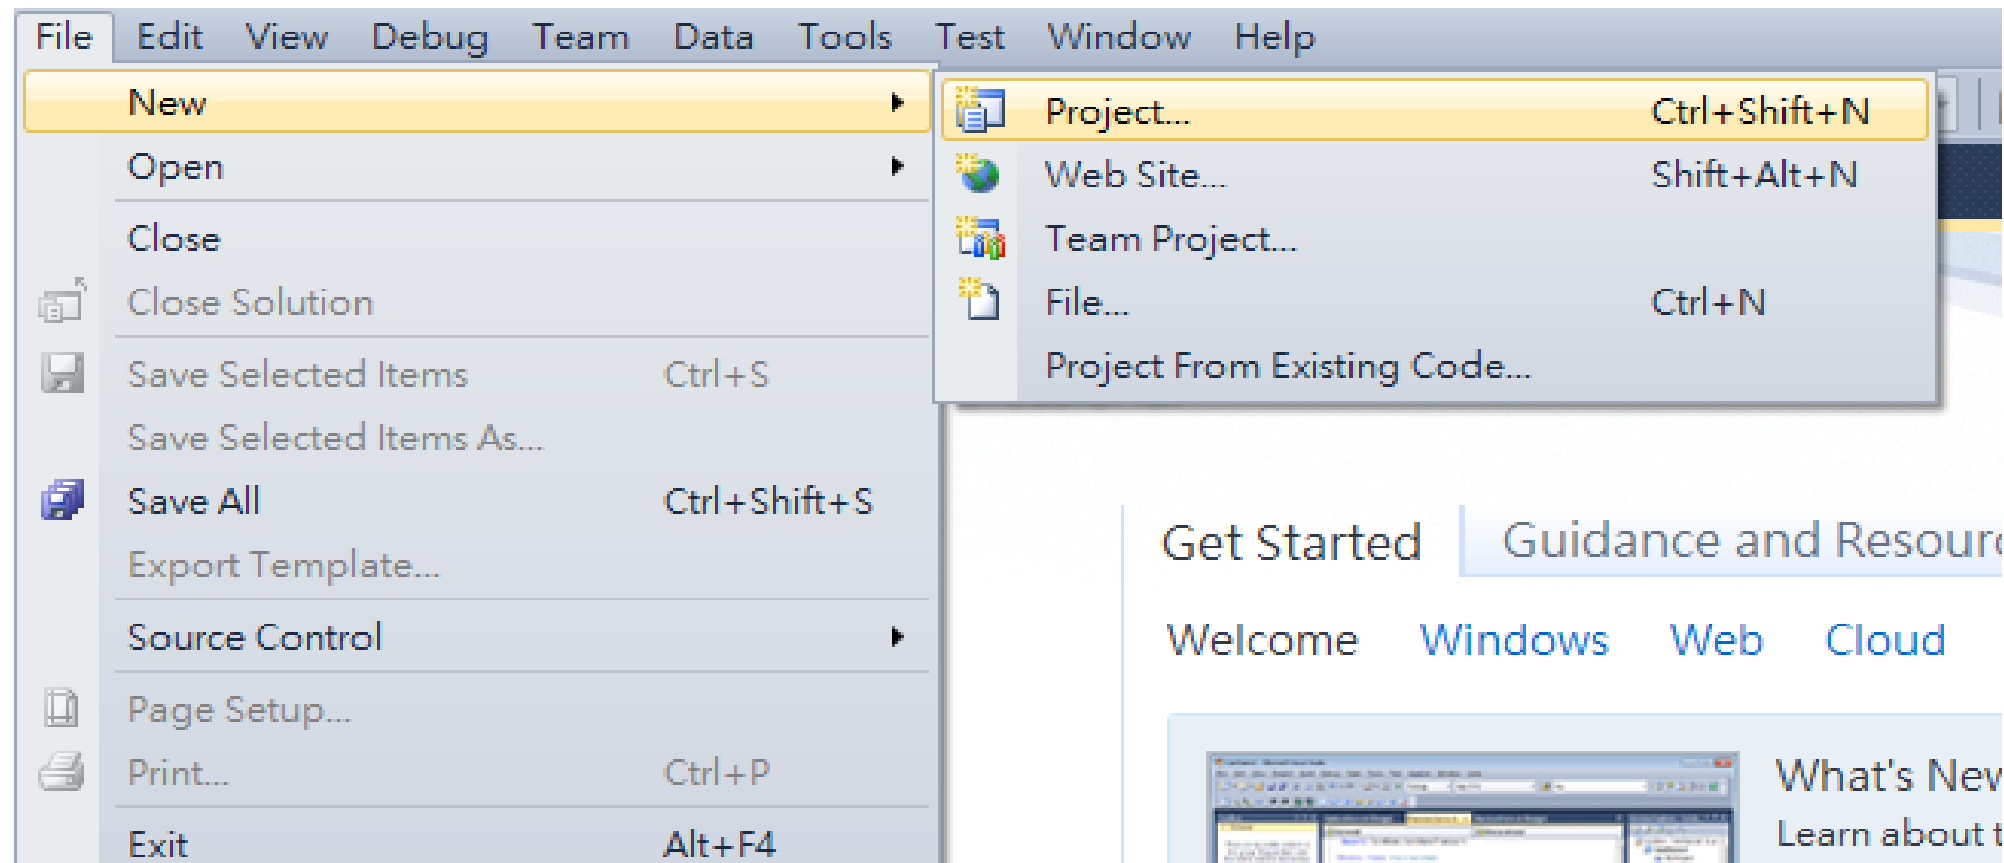 File Edit View Debug Team Data Tools Test Window Help
New
Open
Close
Close Solution
Save Selected Items Ctrl+S
Save Selected Items As...
Save All Ctrl+Shift+S
Export Template...
Source Control
Page Setup...
Print... Ctrl+P
Exit Alt+F4
Project... Ctrl+Shift+N
Web Site... Shift+Alt+N
Team Project...
File... Ctrl+N
Project From Existing Code...
Get Started Guidance and Resourc
Welcome Windows Web Cloud
What's New
Learn about t